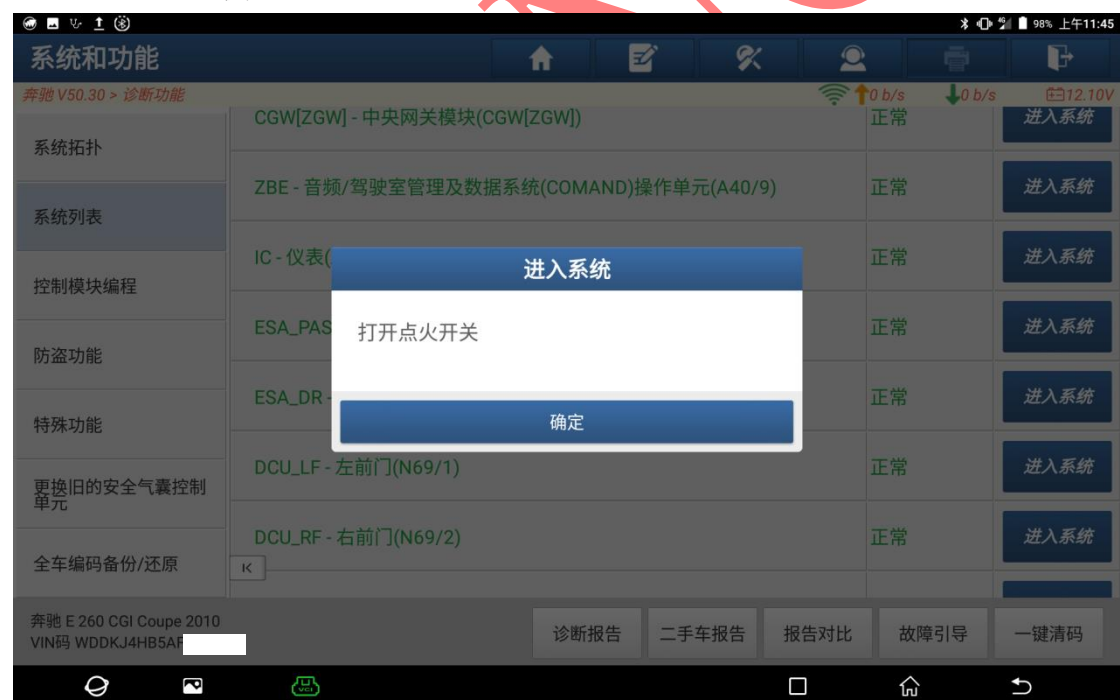 98% 上午11:45
系统和功能
奔驰 V50.30 > 诊断功能
0 b/s
0 b/s
12.10V
CGW[ZGW] - 中央网关模块(CGW[ZGW])
正常
进入系统
系统拓扑
ZBE - 音频/驾驶室管理及数据系统(COMAND)操作单元(A40/9)
正常
进入系统
系统列表
IC - 仪表(
正常
进入系统
进入系统
控制模块编程
打开点火开关
ESA_PAS
正常
进入系统
防盗功能
ESA_DR -
正常
进入系统
确定
特殊功能
DCU_LF - 左前门(N69/1)
正常
进入系统
更换旧的安全气囊控制
单元
DCU_RF - 右前门(N69/2)
正常
进入系统
全车编码备份/还原
奔驰 E 260 CGI Coupe 2010
VIN码 WDDKJ4HB5AF
诊断报告
二手车报告
报告对比
故障引导
一键清码
VCI